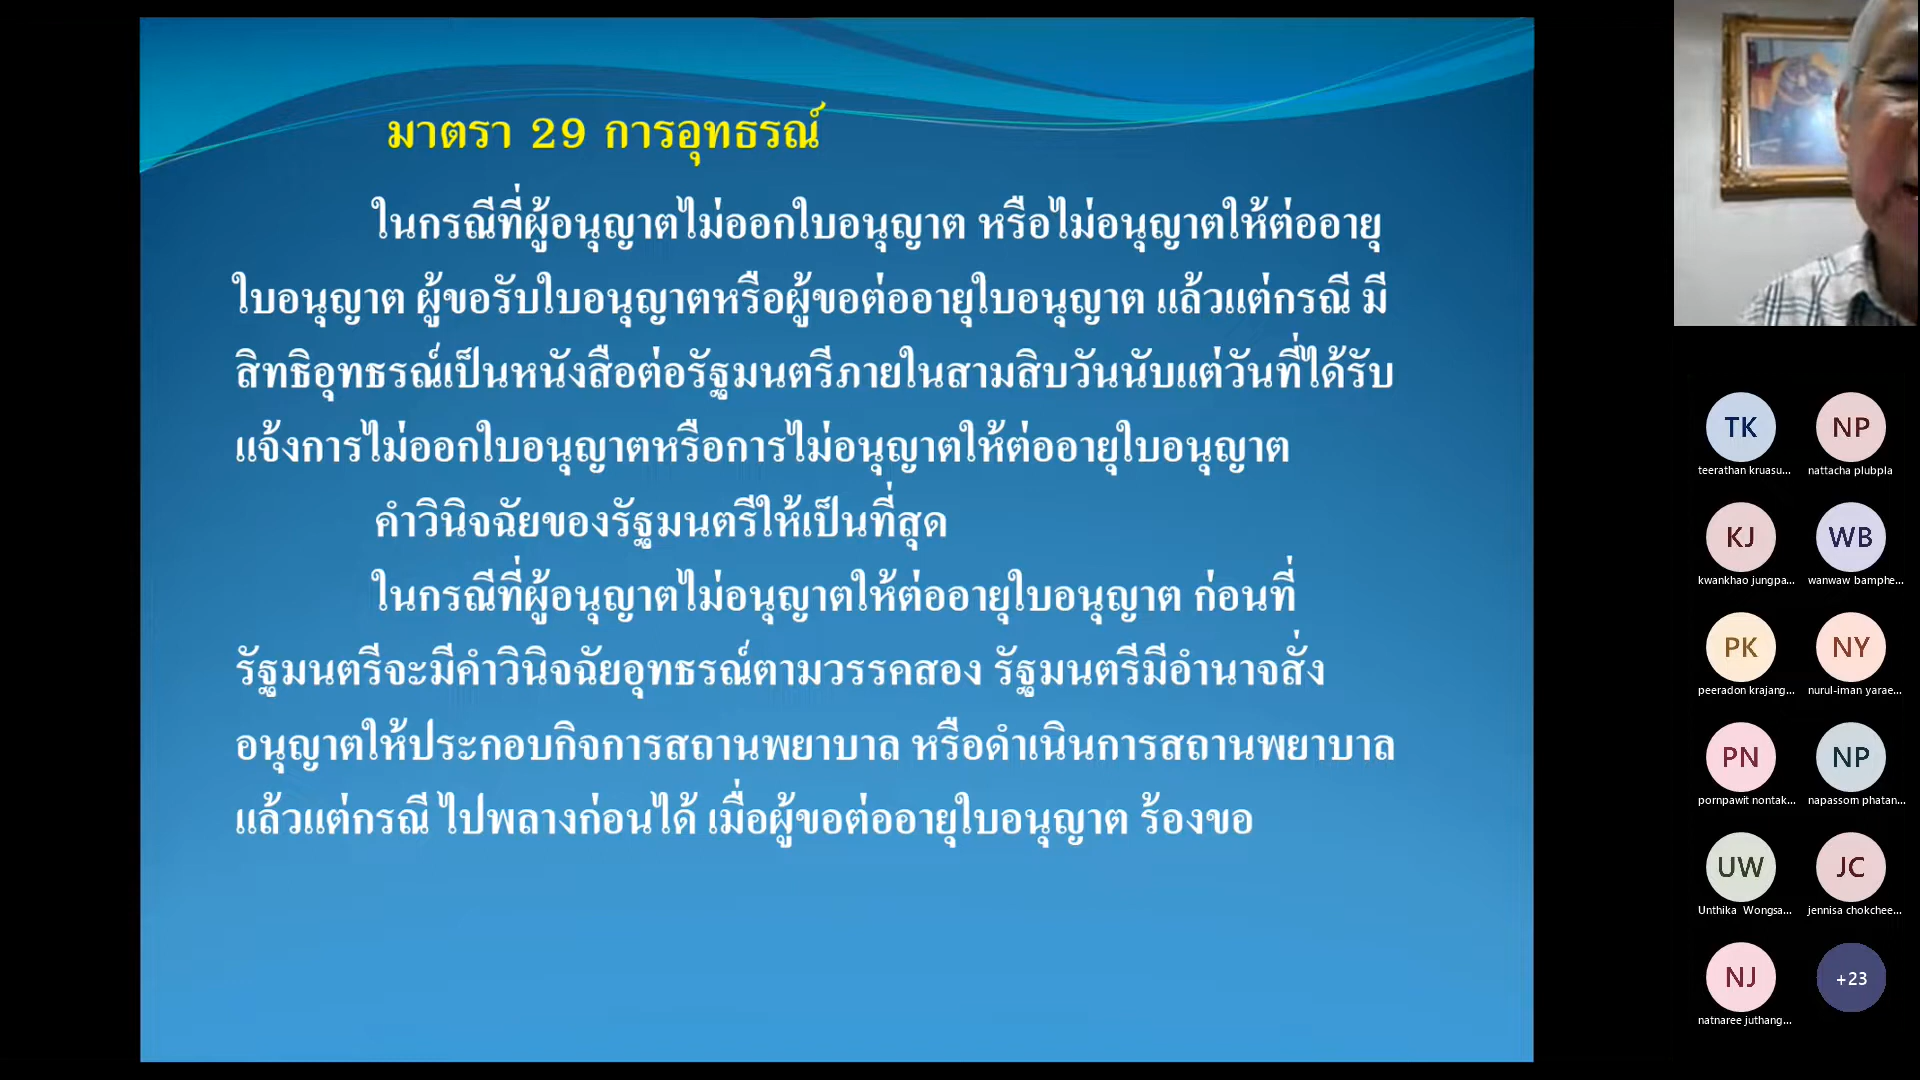 มาตรา 29 การอุทธรณ์
ในกรณีที่ผู้อนุญาตไม่ออกใบอนุญาต หรือไม่อนุญาตให้ต่ออายุ
ใบอนุญาต ผู้ขอรับใบอนุญาตหรือผู้ขอต่ออายุใบอนุญาต แล้วแต่กรณี มี
สิทธิอุทธรณ์เป็นหนังสือต่อรัฐมนตรีภายในสามสิบวันนับแต่วันที่ได้รับ
แจ้งการไม่ออกใบอนุญาตหรือการไม่อนุญาตให้ต่ออายุใบอนุญาต
คำวินิจฉัยของรัฐมนตรีให้เป็นที่สุด
ในกรณีที่ผู้อนุญาตไม่อนุญาตให้ต่ออายุใบอนุญาต ก่อนที่
รัฐมนตรีจะมีคำวินิจฉัยอุทธรณ์ตามวรรคสอง รัฐมนตรีมีอำนาจสั่ง
อนุญาตให้ประกอบกิจการสถานพยาบาล หรือดำเนินการสถานพยาบาล
แล้วแต่กรณี ไปพลางก่อนได้ เมื่อผู้ขอต่ออายุใบอนุญาต ร้องขอ
TK NP
teerathan kruasu... nattacha plubpla
KJ WB
kwankhao jungpa... wanwaw bamphe...
PK NY
peeradon krajang... nurul-iman yarae...
PN NP
pornpawit nontak... napassorn phatan...
UW JC
Unthika Wongsa... jennisa chokchee...
NJ +23
natnaree juthang...